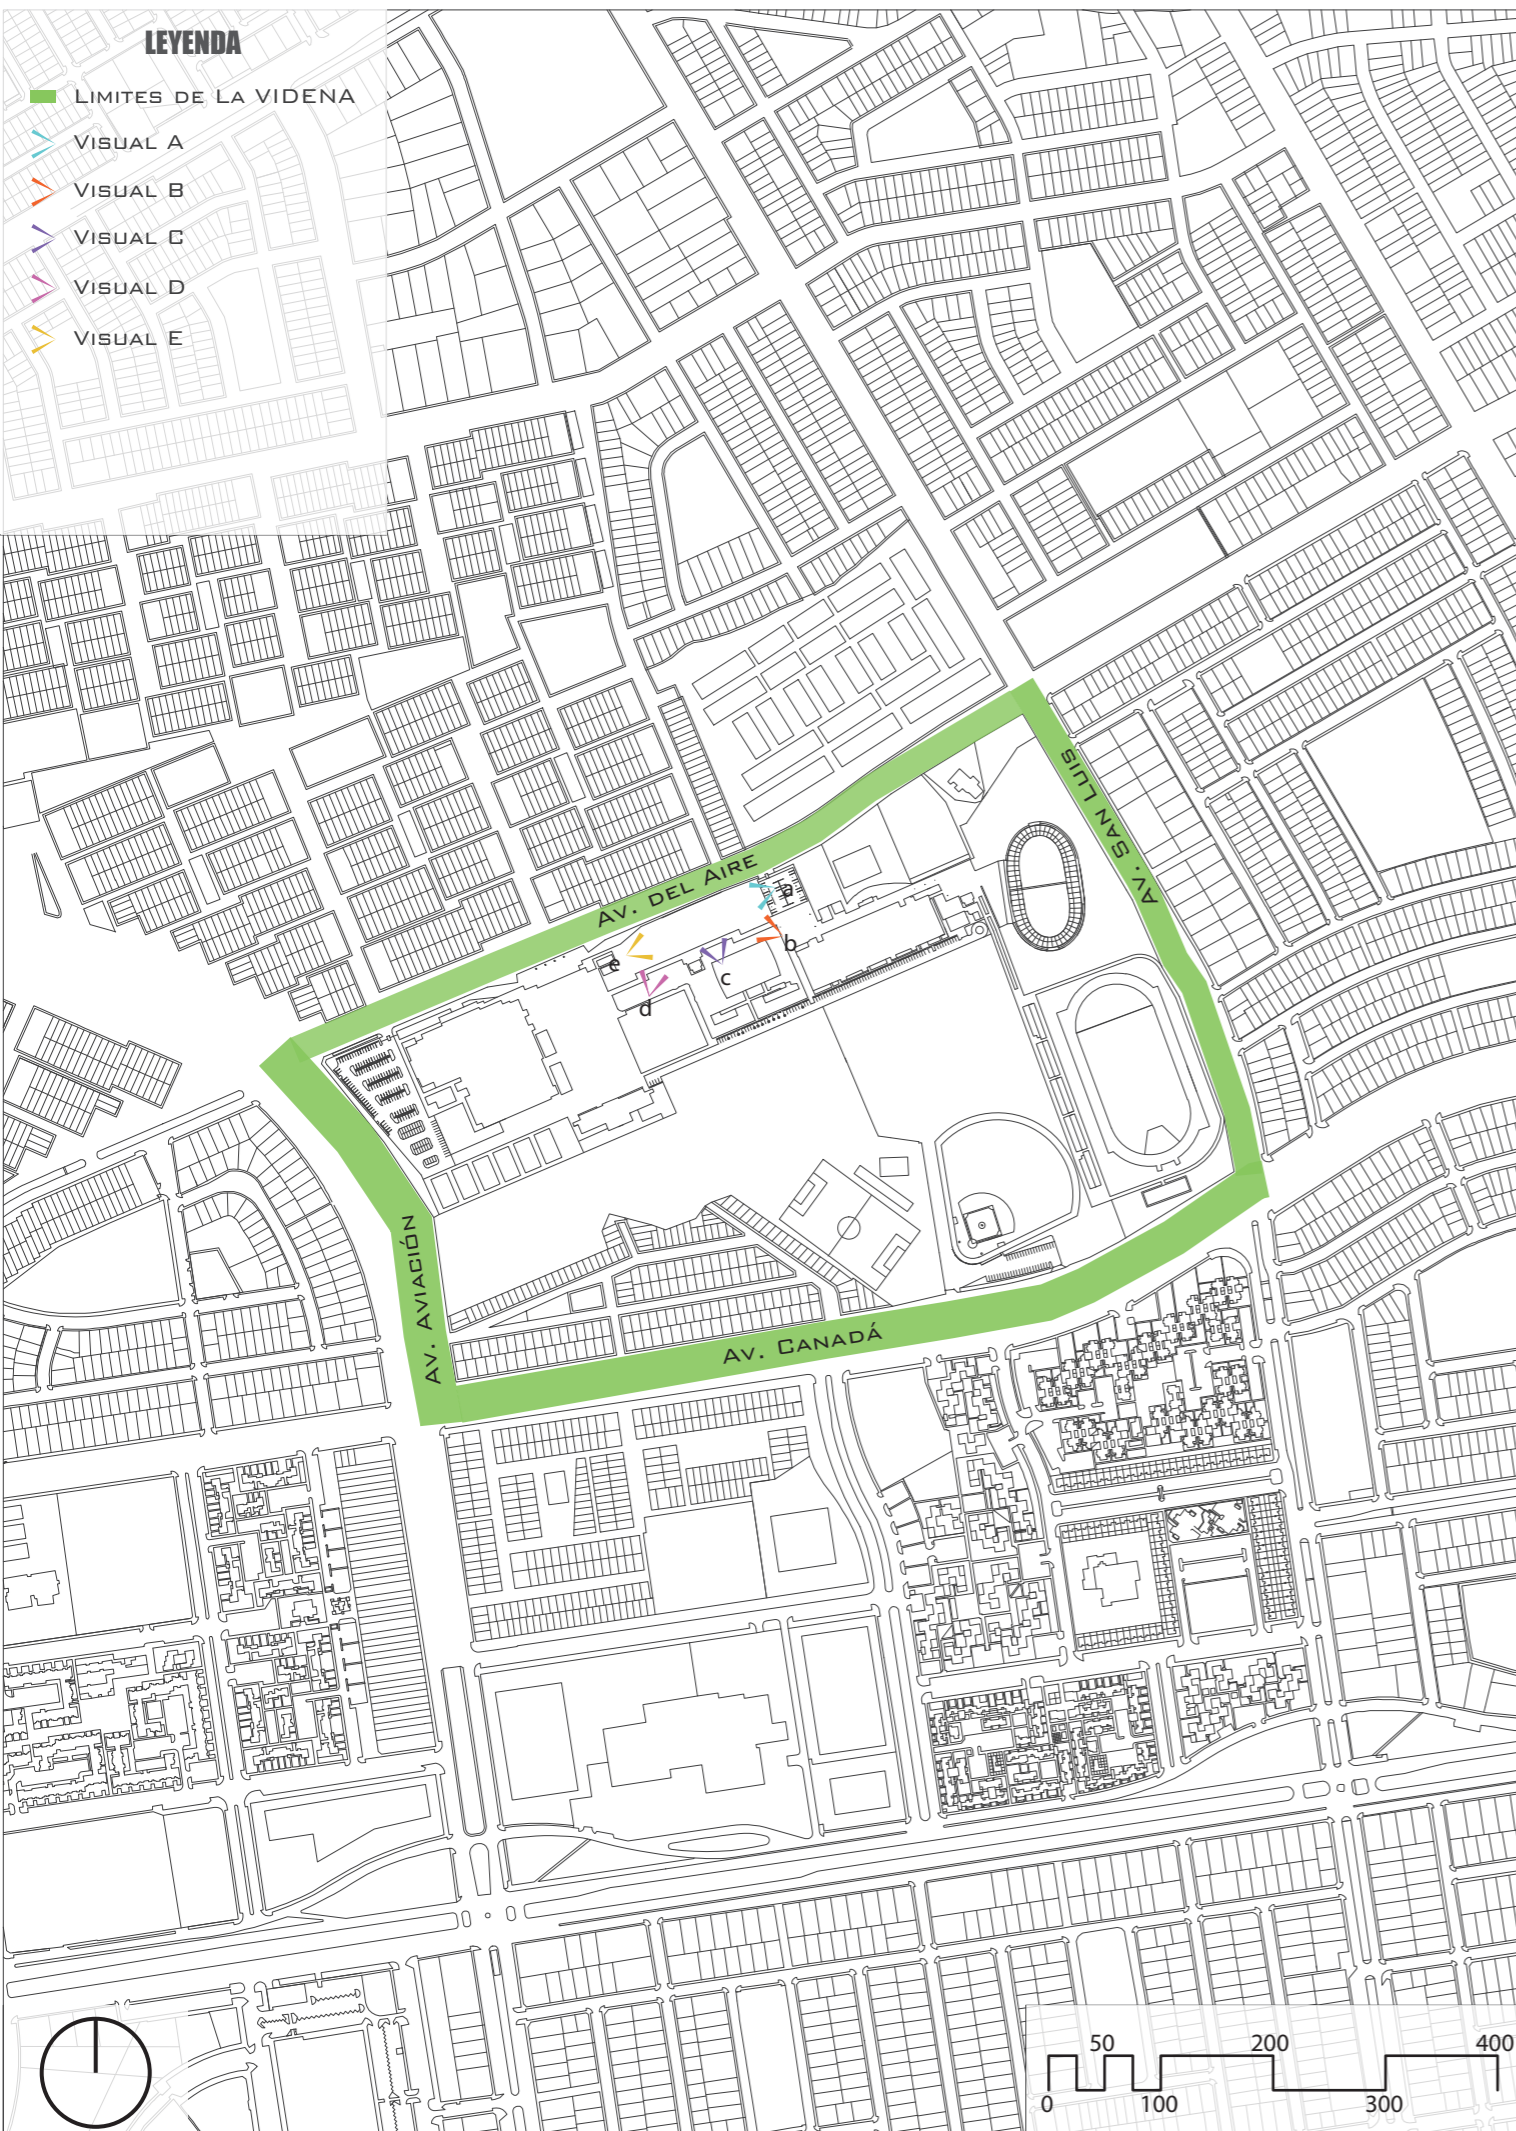 LEYENDA
LIMITES DE LA VIDENA
VISUAL A
VISUAL B
VISUAL C
VISUAL D
VISUAL E
AV. SAN LUIS
AV. DEL AIRE
a
b
e
c
d
AV. AVIACIÓN
AV. CANADÁ
50 200 400
0 100 300